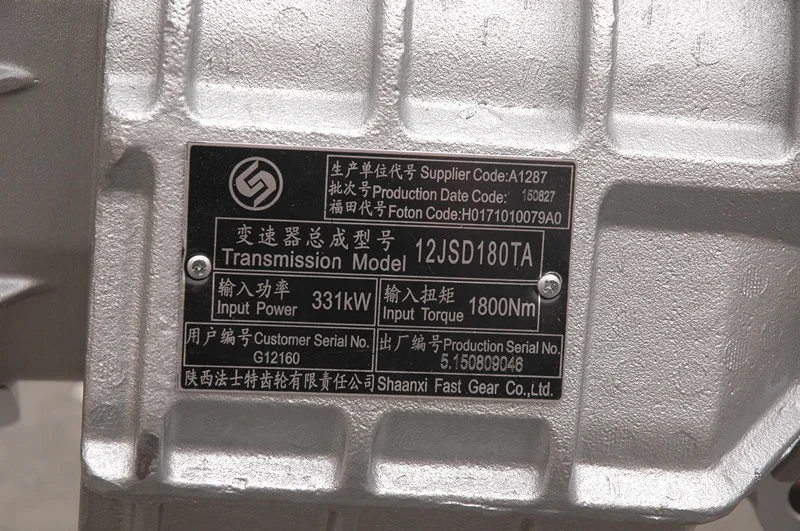 生产单位代号 Supplier Code:A1287
批次号 Production Date Code: 150827
福田代号 Foton Code:H0171010079A0
变速器总成型号
Transmission Model 12JSD180TA
输入功率
Input Power 331kW
输入扭矩
Input Torque 1800Nm
用户编号 Customer Serial No.
G12160
出厂编号 Production Serial No.
5.150809046
陕西法士特齿轮有限责任公司 Shaanxi Fast Gear Co.,Ltd.